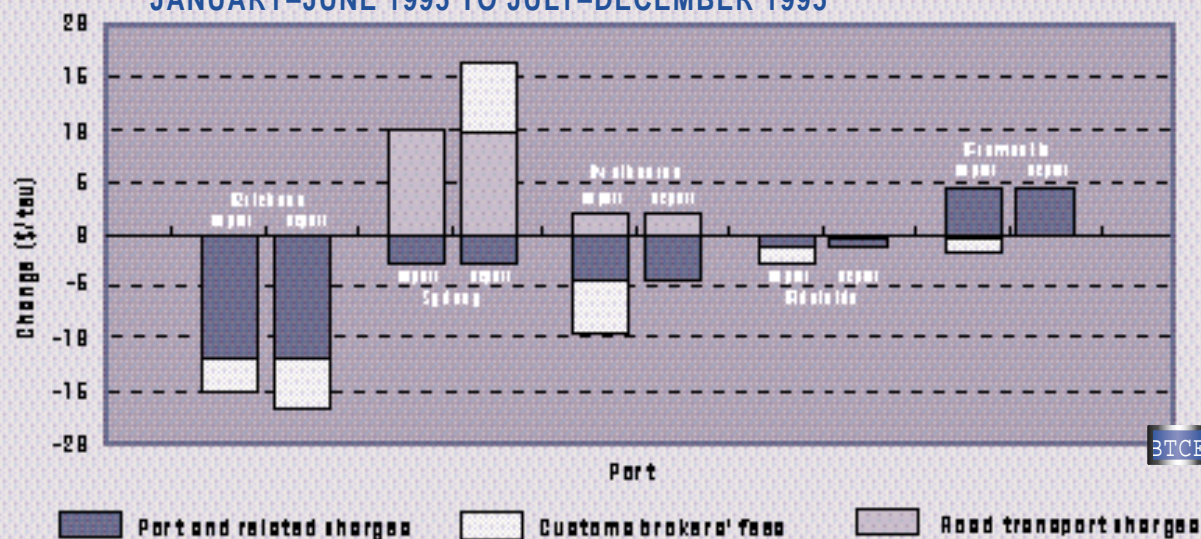 JANUARY–JUNE 1995 TO JULY–DECEMBER 1995
20
15
10
5
0
-5
-10
-15
-20
Change ($/teu)
Brisbane
import export
import export
Sydney
Melbourne
import export
import export
Adelaide
Fremantle
import export
Port
BTCE
Port and related charges
Customs brokers' fees
Road transport charges